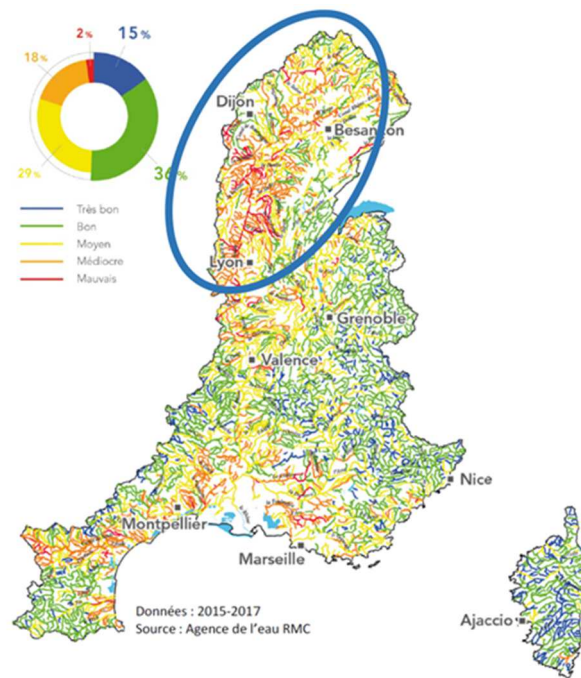 2%
15%
18%
29%
36%
Très bon
Bon
Moyen
Médiocre
Mauvais
Dijon
Besançon
Lyon
Grenoble
Valence
Nice
Montpellier
Marseille
Ajaccio
Données : 2015-2017
Source : Agence de l'eau RMC